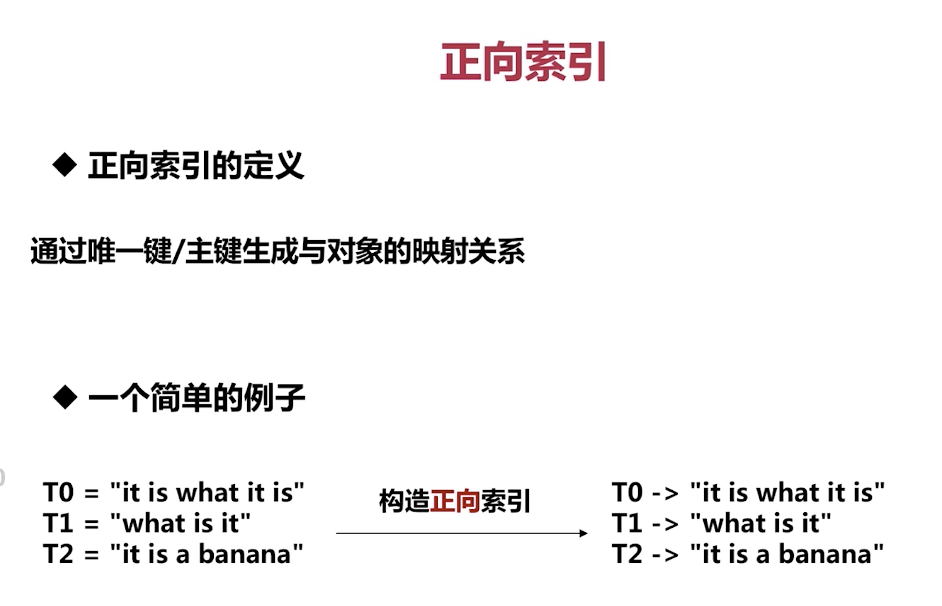 正向索引
◆ 正向索引的定义
通过唯一键/主键生成与对象的映射关系
◆ 一个简单的例子
T0 = "it is what it is"
T1 = "what is it"
T2 = "it is a banana"
构造正向索引
T0 -> "it is what it is"
T1 -> "what is it"
T2 -> "it is a banana"